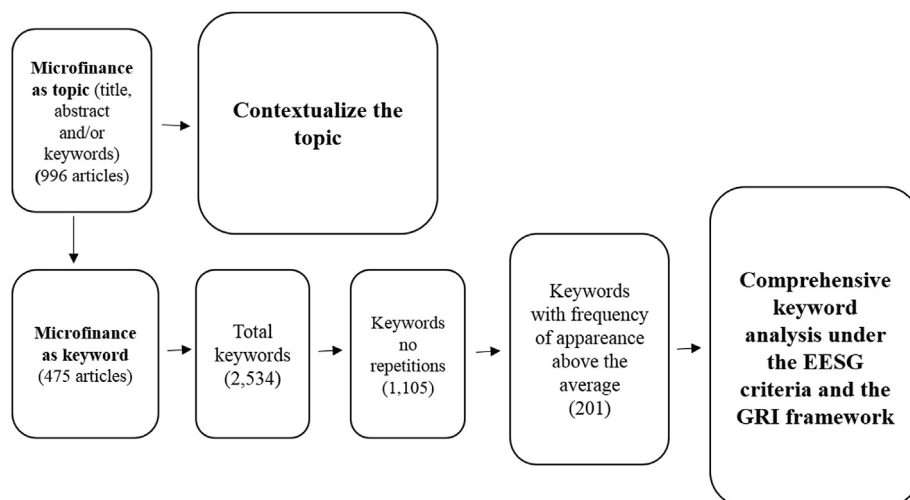 Microfinance
as topic (title,
abstract
and/or
keywords)
(996 articles)
Contextualize the
topic
Microfinance
as keyword
(475 articles)
Total
keywords
(2,534)
Keywords
no
repetitions
(1,105)
Keywords
with frequency
of appareance
above the
average
(201)
Comprehensive
keyword
analysis under
the EESG
criteria and the
GRI framework